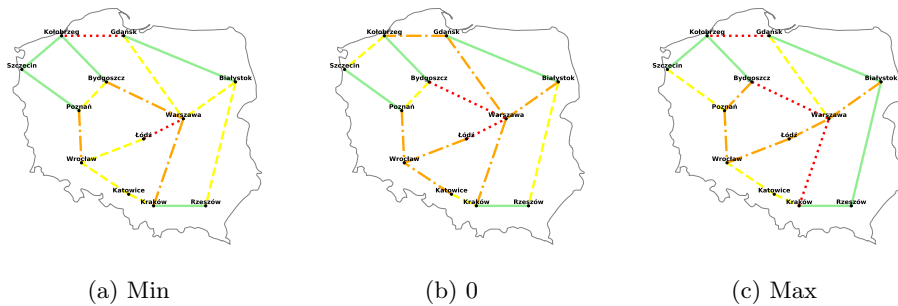 Kołobrzeg
Gdańsk
Szczecin
Bydgoszcz
Białystok
Poznań
Warszawa
Łódź
Wrocław
Katowice
Kraków
Rzeszów
(a) Min
Kołobrzeg
Gdańsk
Szczecin
Bydgoszcz
Białystok
Poznań
Warszawa
Łódź
Wrocław
Katowice
Kraków
Rzeszów
(b) 0
Kołobrzeg
Gdańsk
Szczecin
Bydgoszcz
Białystok
Poznań
Warszawa
Łódź
Wrocław
Katowice
Kraków
Rzeszów
(c) Max